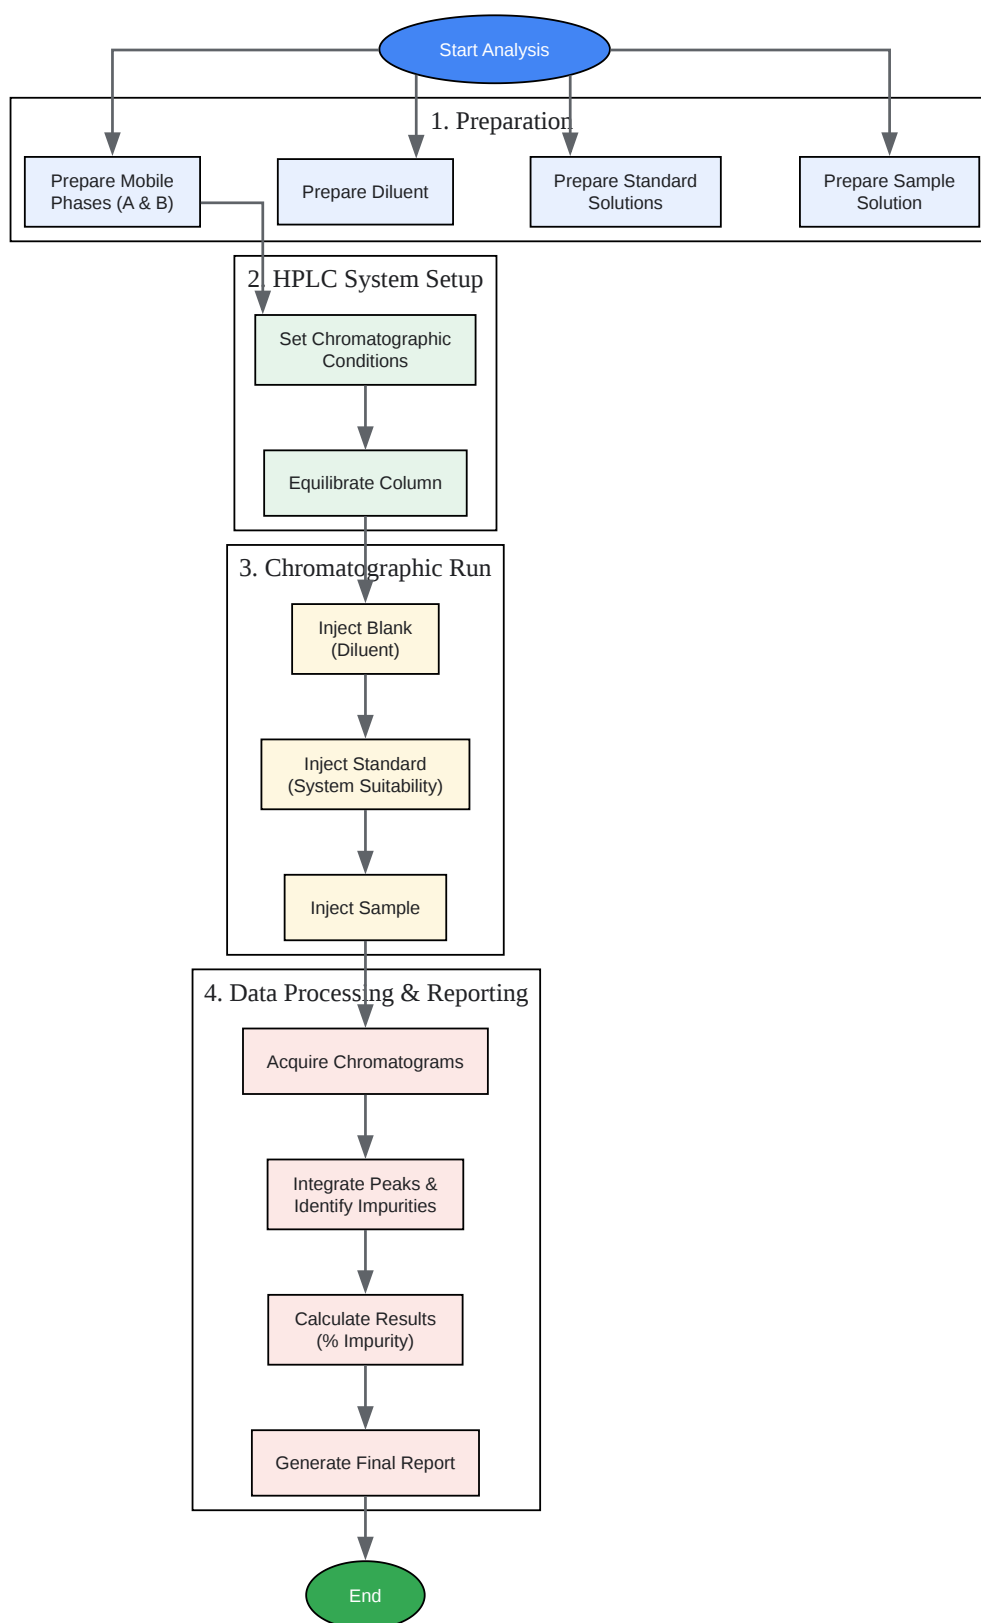 Start Analysis
1. Preparation
Prepare Mobile
Phases (A & B)
Prepare Diluent
Prepare Standard
Solutions
Prepare Sample
Solution
2. HPLC System Setup
Set Chromatographic
Conditions
Equilibrate Column
3. Chromatographic Run
Inject Blank
(Diluent)
Inject Standard
(System Suitability)
Inject Sample
4. Data Processing & Reporting
Acquire Chromatograms
Integrate Peaks &
Identify Impurities
Calculate Results
(% Impurity)
Generate Final Report
End